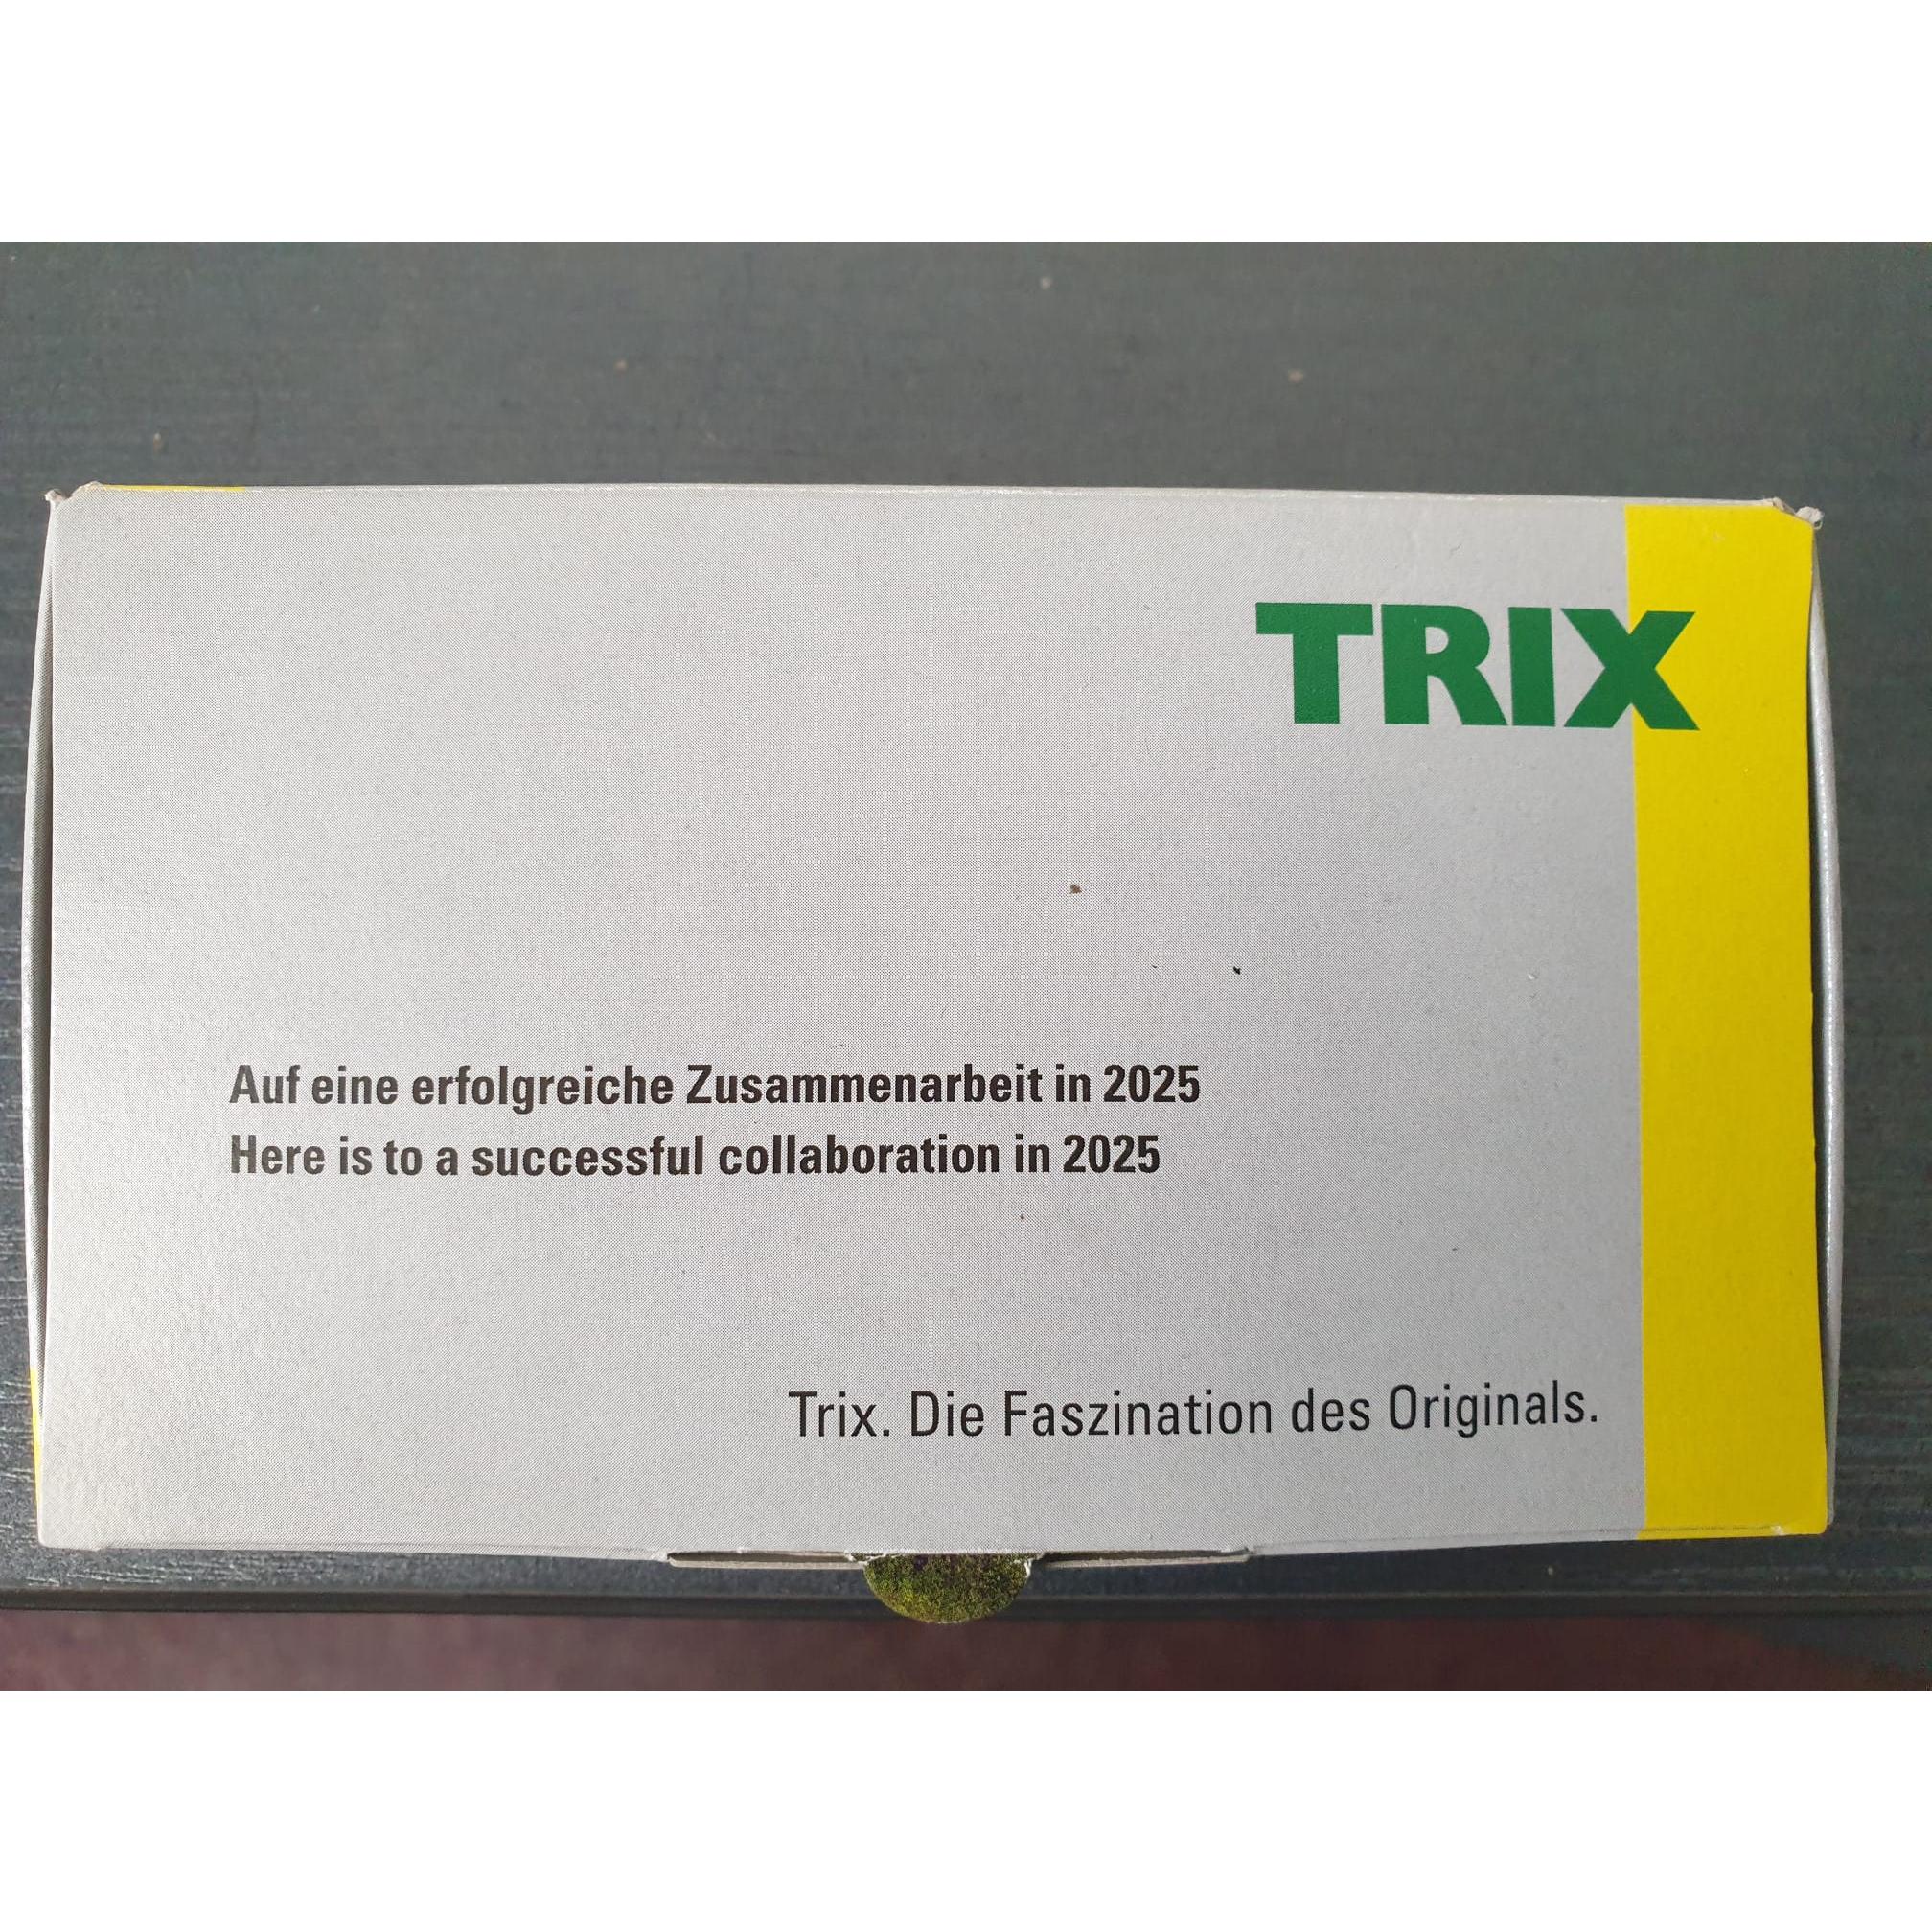 TRIX
Auf eine erfolgreiche Zusammenarbeit in 2025
Here is to a successful collaboration in 2025
Trix. Die Faszination des Originals.